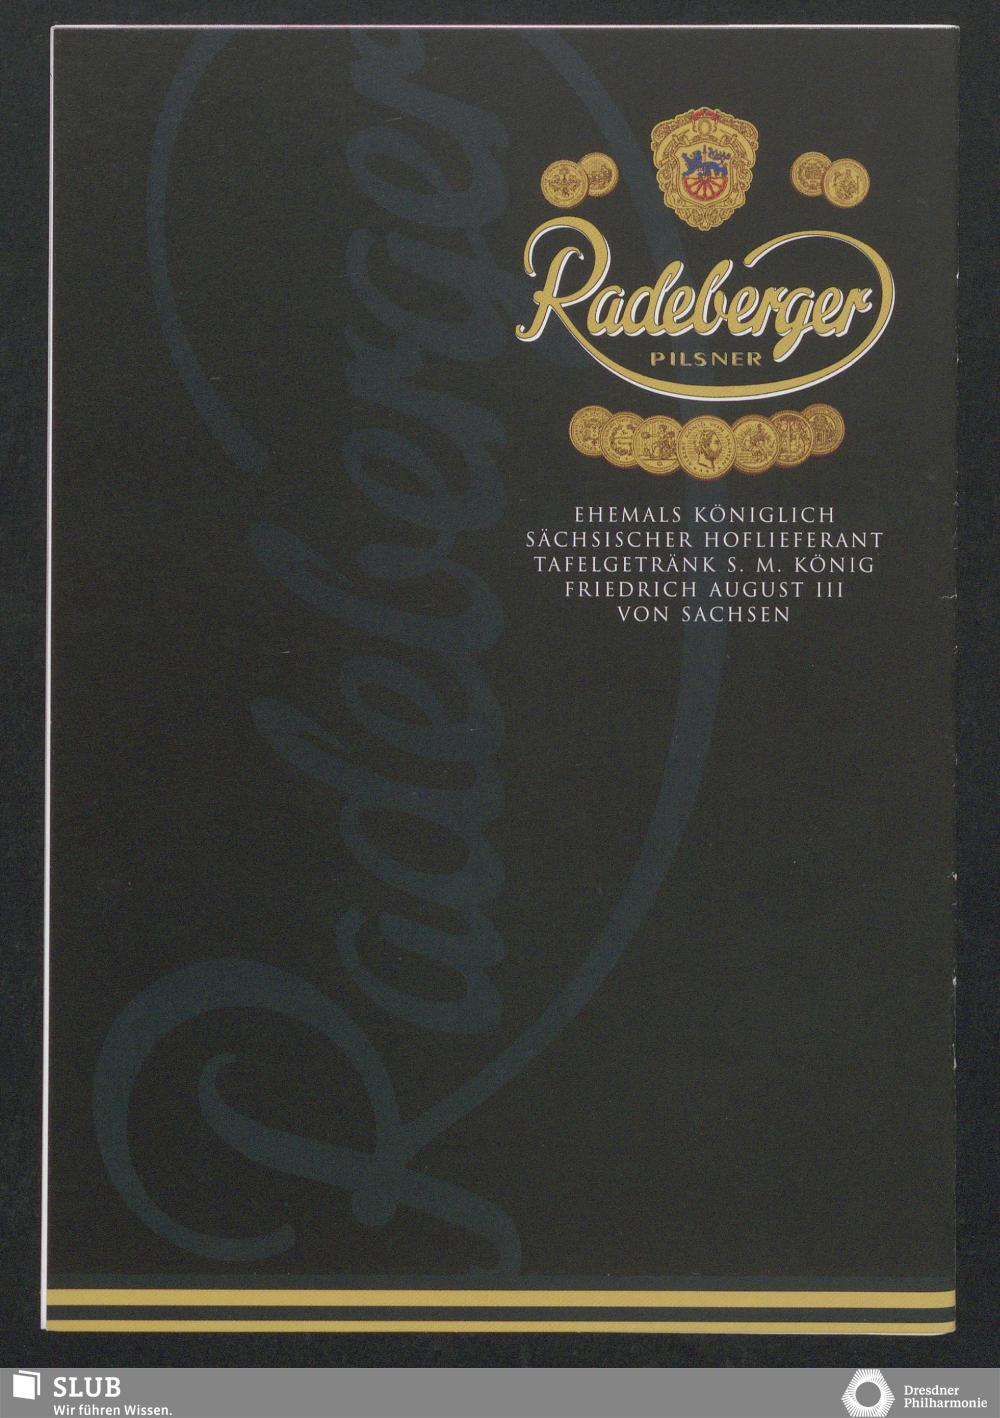 Radeberger
PILSNER
EHEMALS KÖNIGLICH
SÄCHSISCHER HOFLIEFERANT
TAFELGETRÄNK S. M. KÖNIG
FRIEDRICH AUGUST III
VON SACHSEN
Radeberger
SLUB
Wir führen Wissen.
Dresdner
Philharmonie